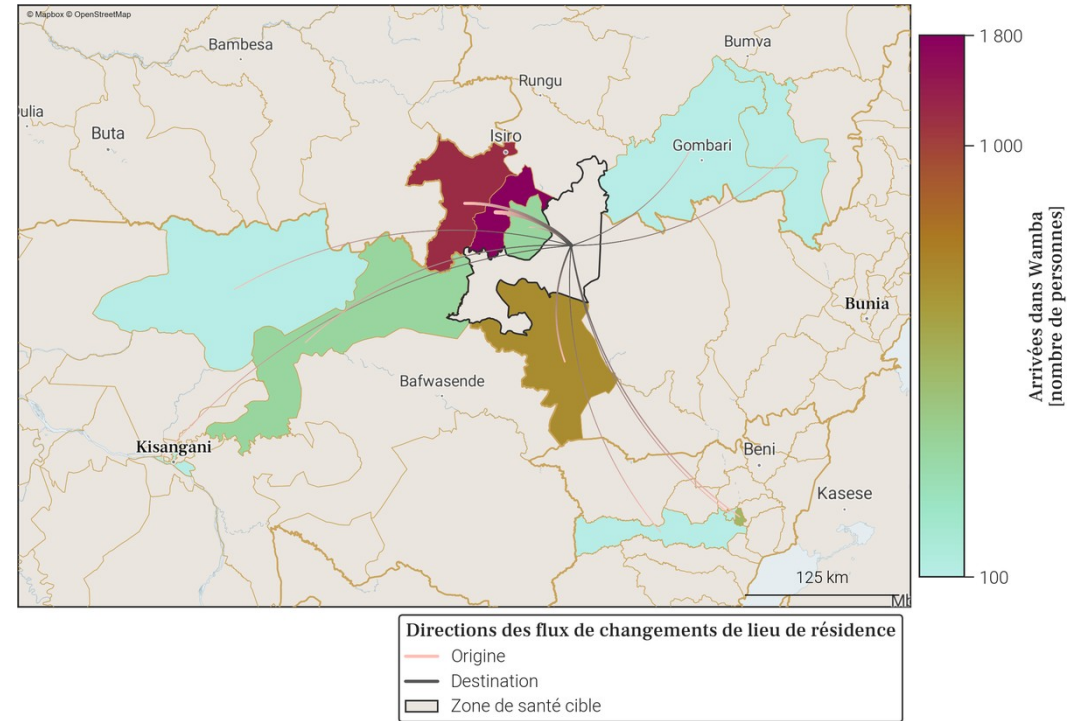 © Mapbox © OpenStreetMap
Bambesa
Bumva
Rungu
ulia
Buta
Isiro
Gombari
Bunia
Bafwasende
Kisangani
Beni
Kasese
125 km
Mb
1 800
1 000
100
Arrivées dans Wamba
[nombre de personnes]
Directions des flux de changements de lieu de résidence
Origine
Destination
Zone de santé cible